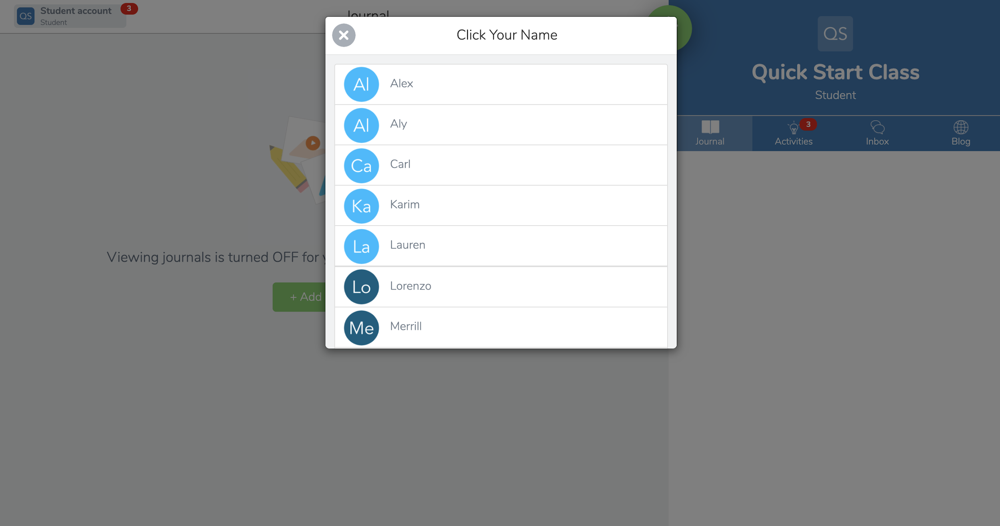 QS
Student account
3
Student
Click Your Name
Al
Alex
Al
Aly
Ca
Carl
Ka
Karim
La
Lauren
Lo
Lorenzo
Me
Merrill
Viewing journals is turned OFF for
+ Add
QS
Quick Start Class
Student
Journal
Activities
3
Inbox
Blog